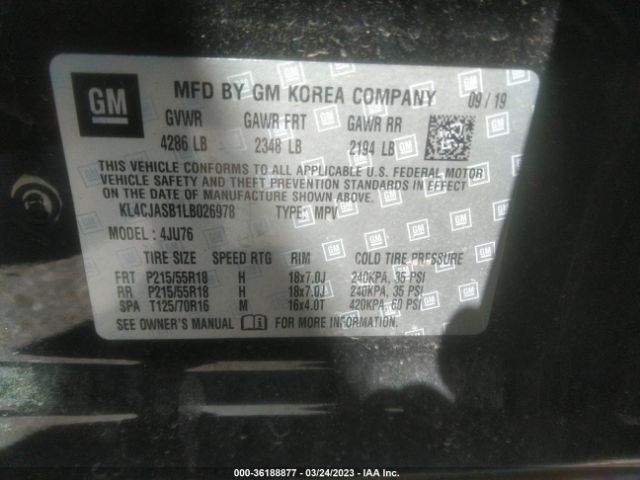 GM
MFD BY GM KOREA COMPANY 09 / 19
GVWR GAWR FRT GAWR RR
4286 LB 2348 LB 2194 LB
THIS VEHICLE CONFORMS TO ALL APPLICABLE U.S. FEDERAL MOTOR
VEHICLE SAFETY AND THEFT PREVENTION STANDARDS IN EFFECT
ON THE DATE OF MANUFACTURE SHOWN ABOVE.
KL4CJASB1LB026978 TYPE: MPV
MODEL : 4JU76
TIRE SIZE SPEED RTG RIM COLD TIRE PRESSURE
FRT P215/55R18 H 18x7.0J 240KPA, 35 PSI
RR P215/55R18 H 18x7.0J 240KPA, 35 PSI
SPA T125/70R16 M 16x4.0T 420KPA, 60 PSI
SEE OWNER'S MANUAL FOR MORE INFORMATION.
000-36188877 — 03/24/2023 — IAA Inc.